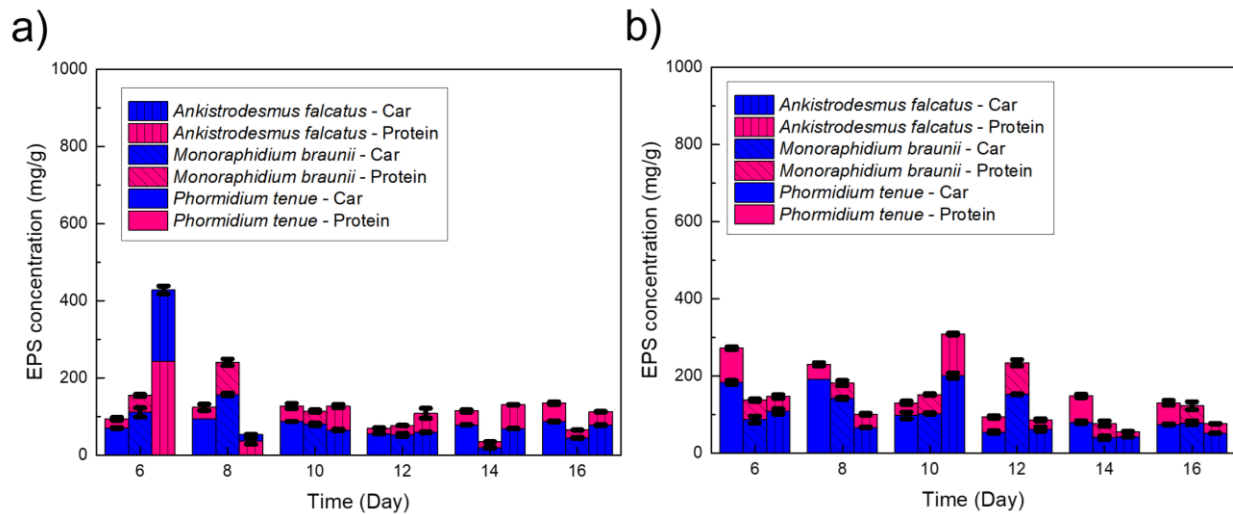 a)
1000
800
600
400
200
0
EPS concentration (mg/g)
Ankistrodesmus falcatus - Car
Ankistrodesmus falcatus - Protein
Monoraphidium braunii - Car
Monoraphidium braunii - Protein
Phormidium tenue - Car
Phormidium tenue - Protein
6 8 10 12 14 16
Time (Day)
b)
1000
800
600
400
200
0
EPS concentration (mg/g)
Ankistrodesmus falcatus - Car
Ankistrodesmus falcatus - Protein
Monoraphidium braunii - Car
Monoraphidium braunii - Protein
Phormidium tenue - Car
Phormidium tenue - Protein
6 8 10 12 14 16
Time (Day)